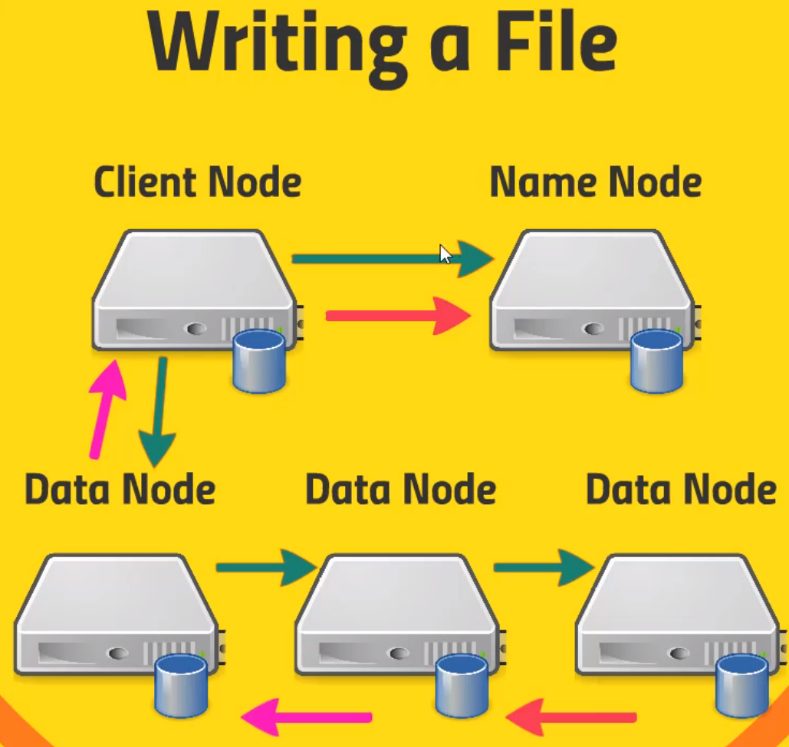 Writing a File
Client Node
Name Node
Data Node
Data Node
Data Node